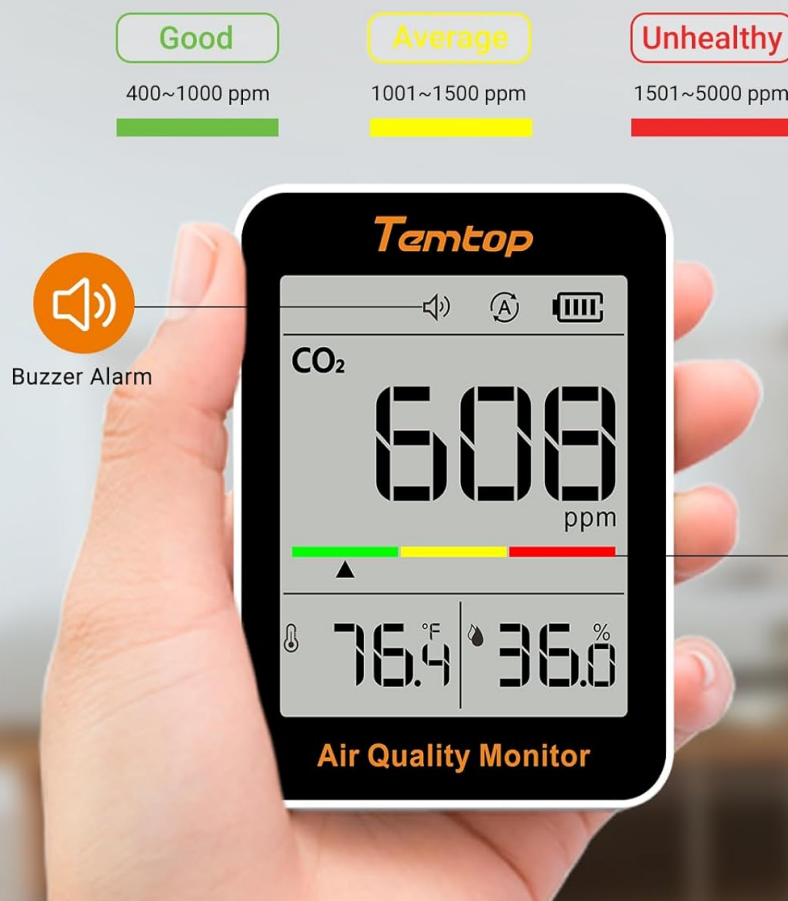 Good
Average
Unhealthy
400~1000 ppm
1001~1500 ppm
1501~5000 ppm
Temtop
A
Buzzer Alarm
CO₂
608
ppm
76.4 °F
36.0 %
Air Quality Monitor